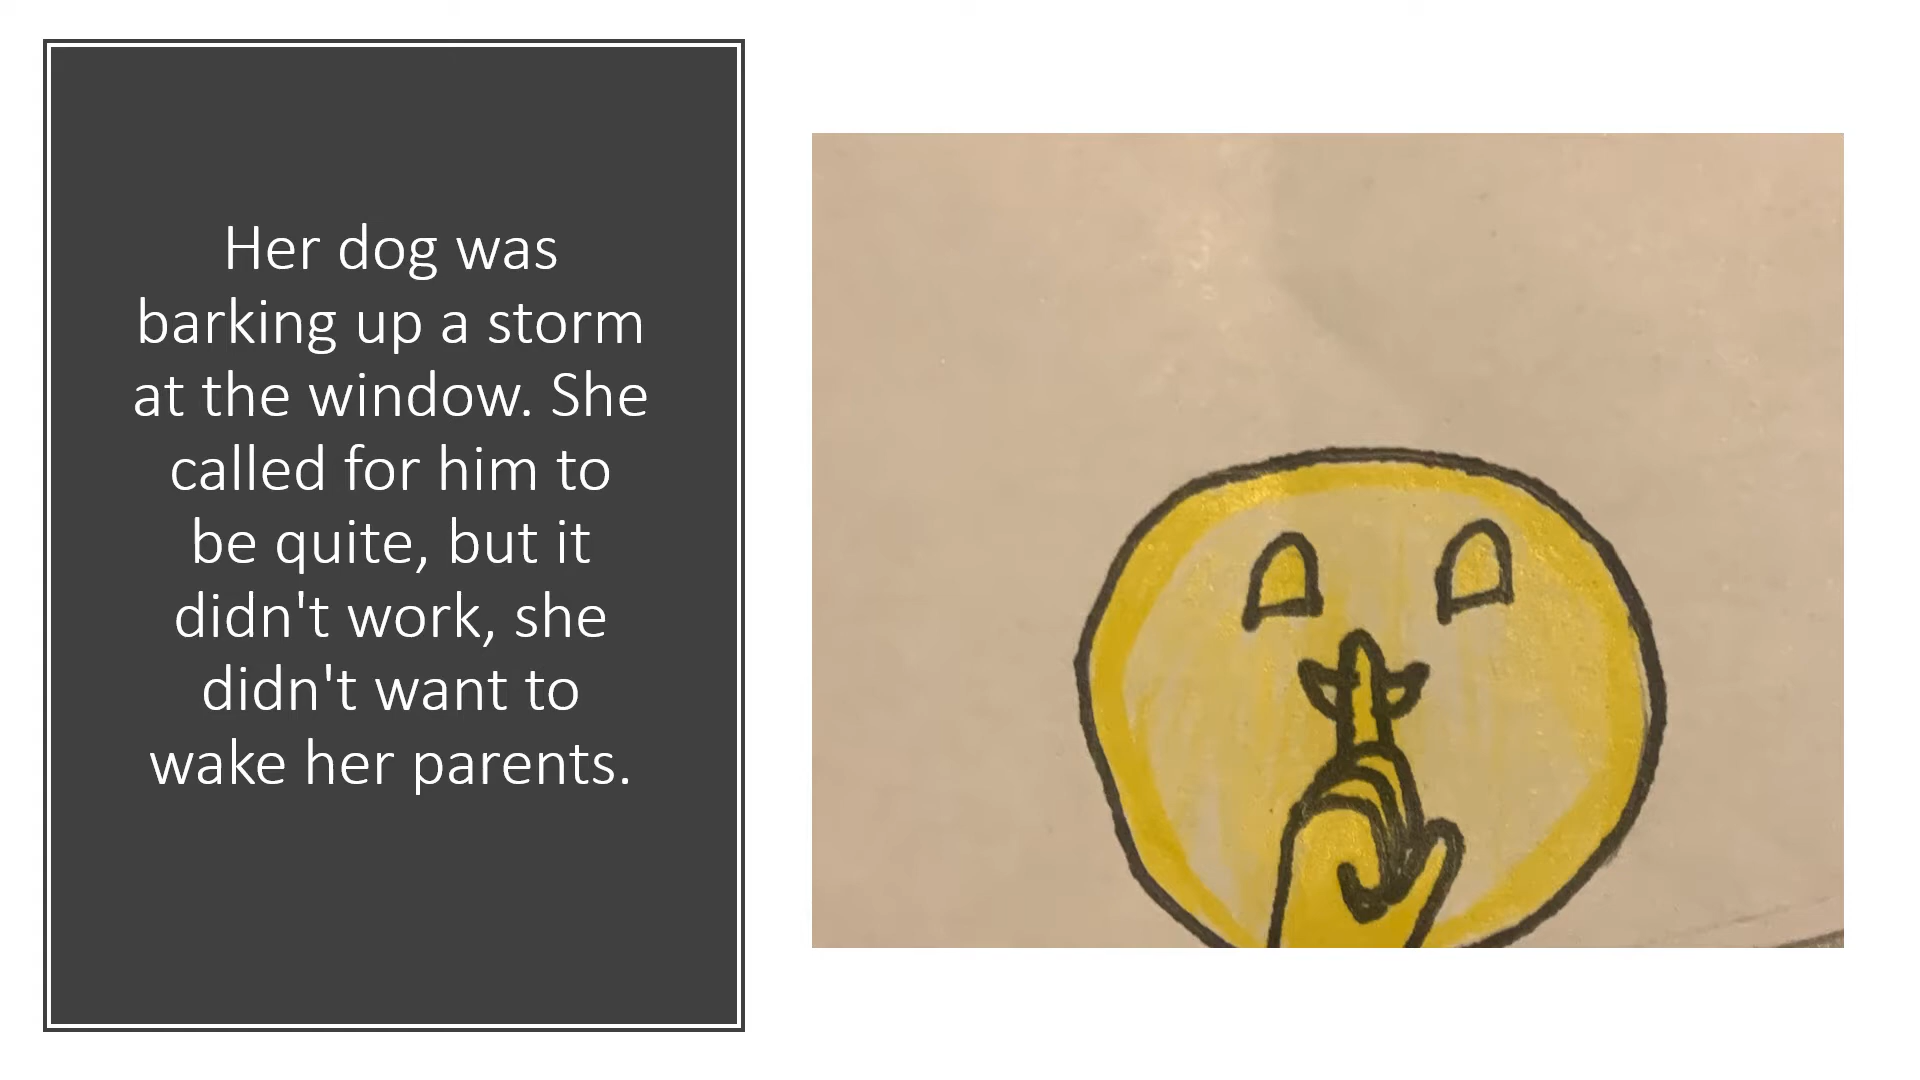 Her dog was
barking up a storm
at the window. She
called for him to
be quite, but it
didn't work, she
didn't want to
wake her parents.